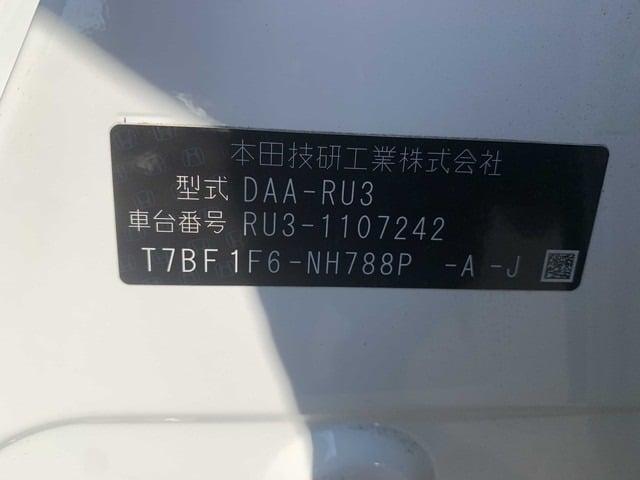 本田技研工業株式会社
型式 DAA-RU3
車台番号 RU3-1107242
T7BF1F6-NH788P -A -J